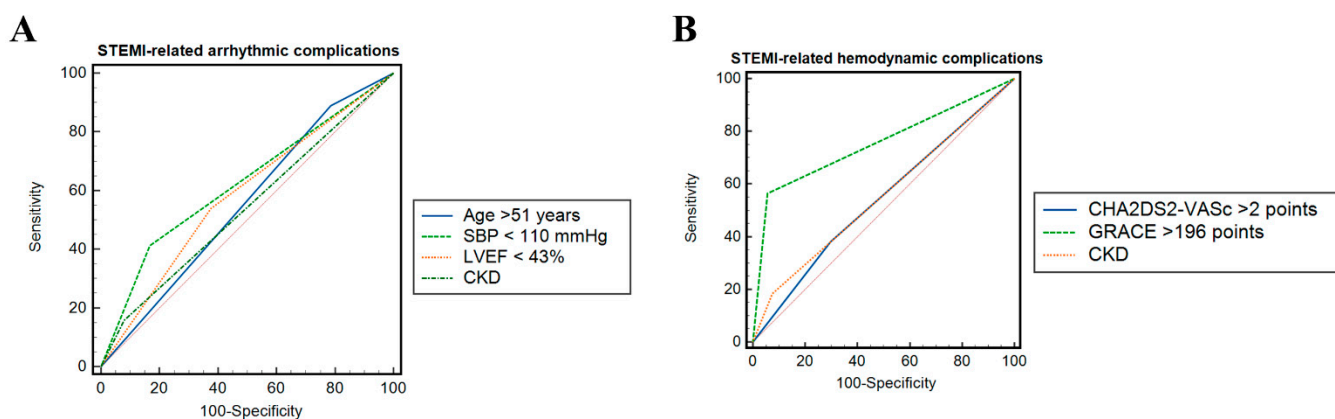 A
STEMI-related arrhythmic complications
100
80
60
40
20
0
Sensitivity
0 20 40 60 80 100
100-Specificity
Age >51 years
SBP < 110 mmHg
LVEF < 43%
CKD
B
STEMI-related hemodynamic complications
100
80
60
40
20
0
Sensitivity
0 20 40 60 80 100
100-Specificity
CHA2DS2-VASc >2 points
GRACE >196 points
CKD